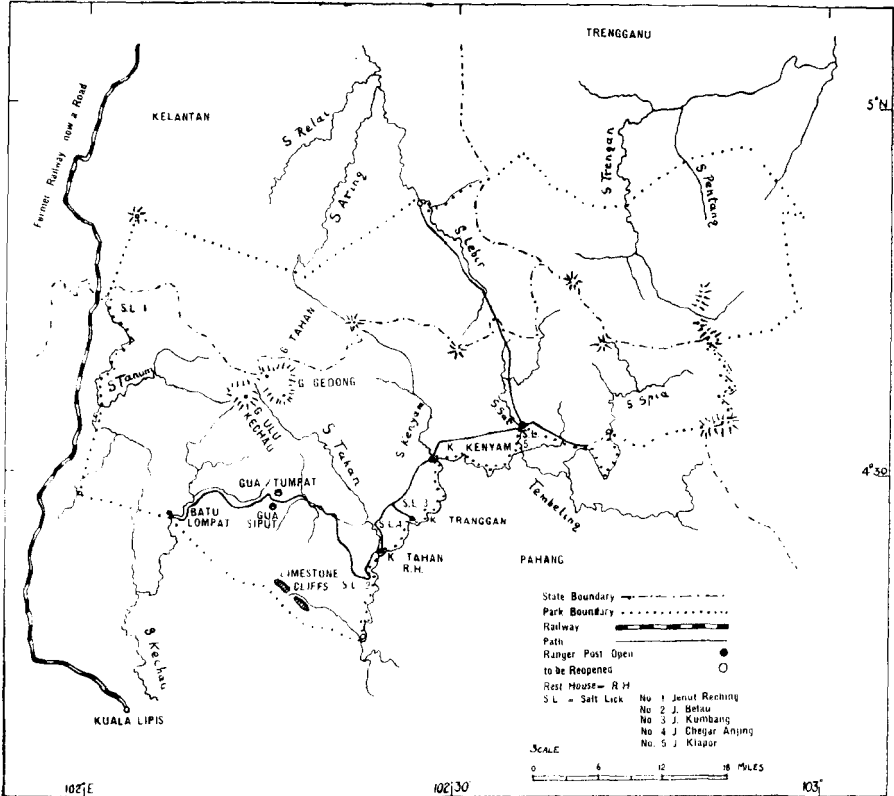 TRENGGANU
5°N
KELANTAN
Former Railway now a Road
S Relai
S Aring
S Trengan
S Pentang
S Lebir
S.L 1
G TAHAN
G GEDONG
S Tanum
G ULU
KECHAU
S Tahan
S Kenyam
S Sat
S Spia
K KENYAM
S L
5
4°30
GUA TUMPAT
GUA
SIPUT
BATU
LOMPAT
S L 3
S L 4
K TRANGGAN
Tembeling
K TAHAN
R.H.
PAHANG
LIMESTONE
CLIFFS
S L 2
S Kechau
KUALA LIPIS
State Boundary
Park Boundary
Railway
Path
Ranger Post Open
to be Reopened
Rest House = R H
S L = Salt Lick
No 1 Jenut Reching
No 2 J. Belau
No 3 J. Kumbang
No 4 J Chegar Anjing
No. 5 J Klapor
SCALE
0 6 12 18 MILES
102°E
102°30
103°